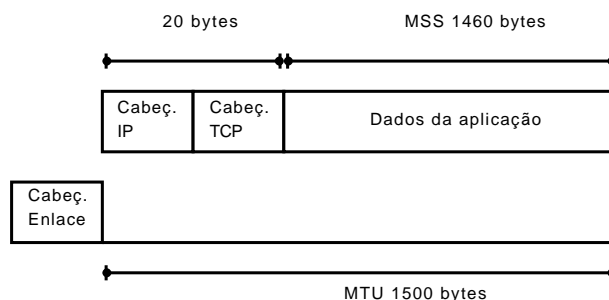 20 bytes MSS 1460 bytes
Cabeç. IP
Cabeç. TCP
Dados da aplicação
Cabeç. Enlace
MTU 1500 bytes